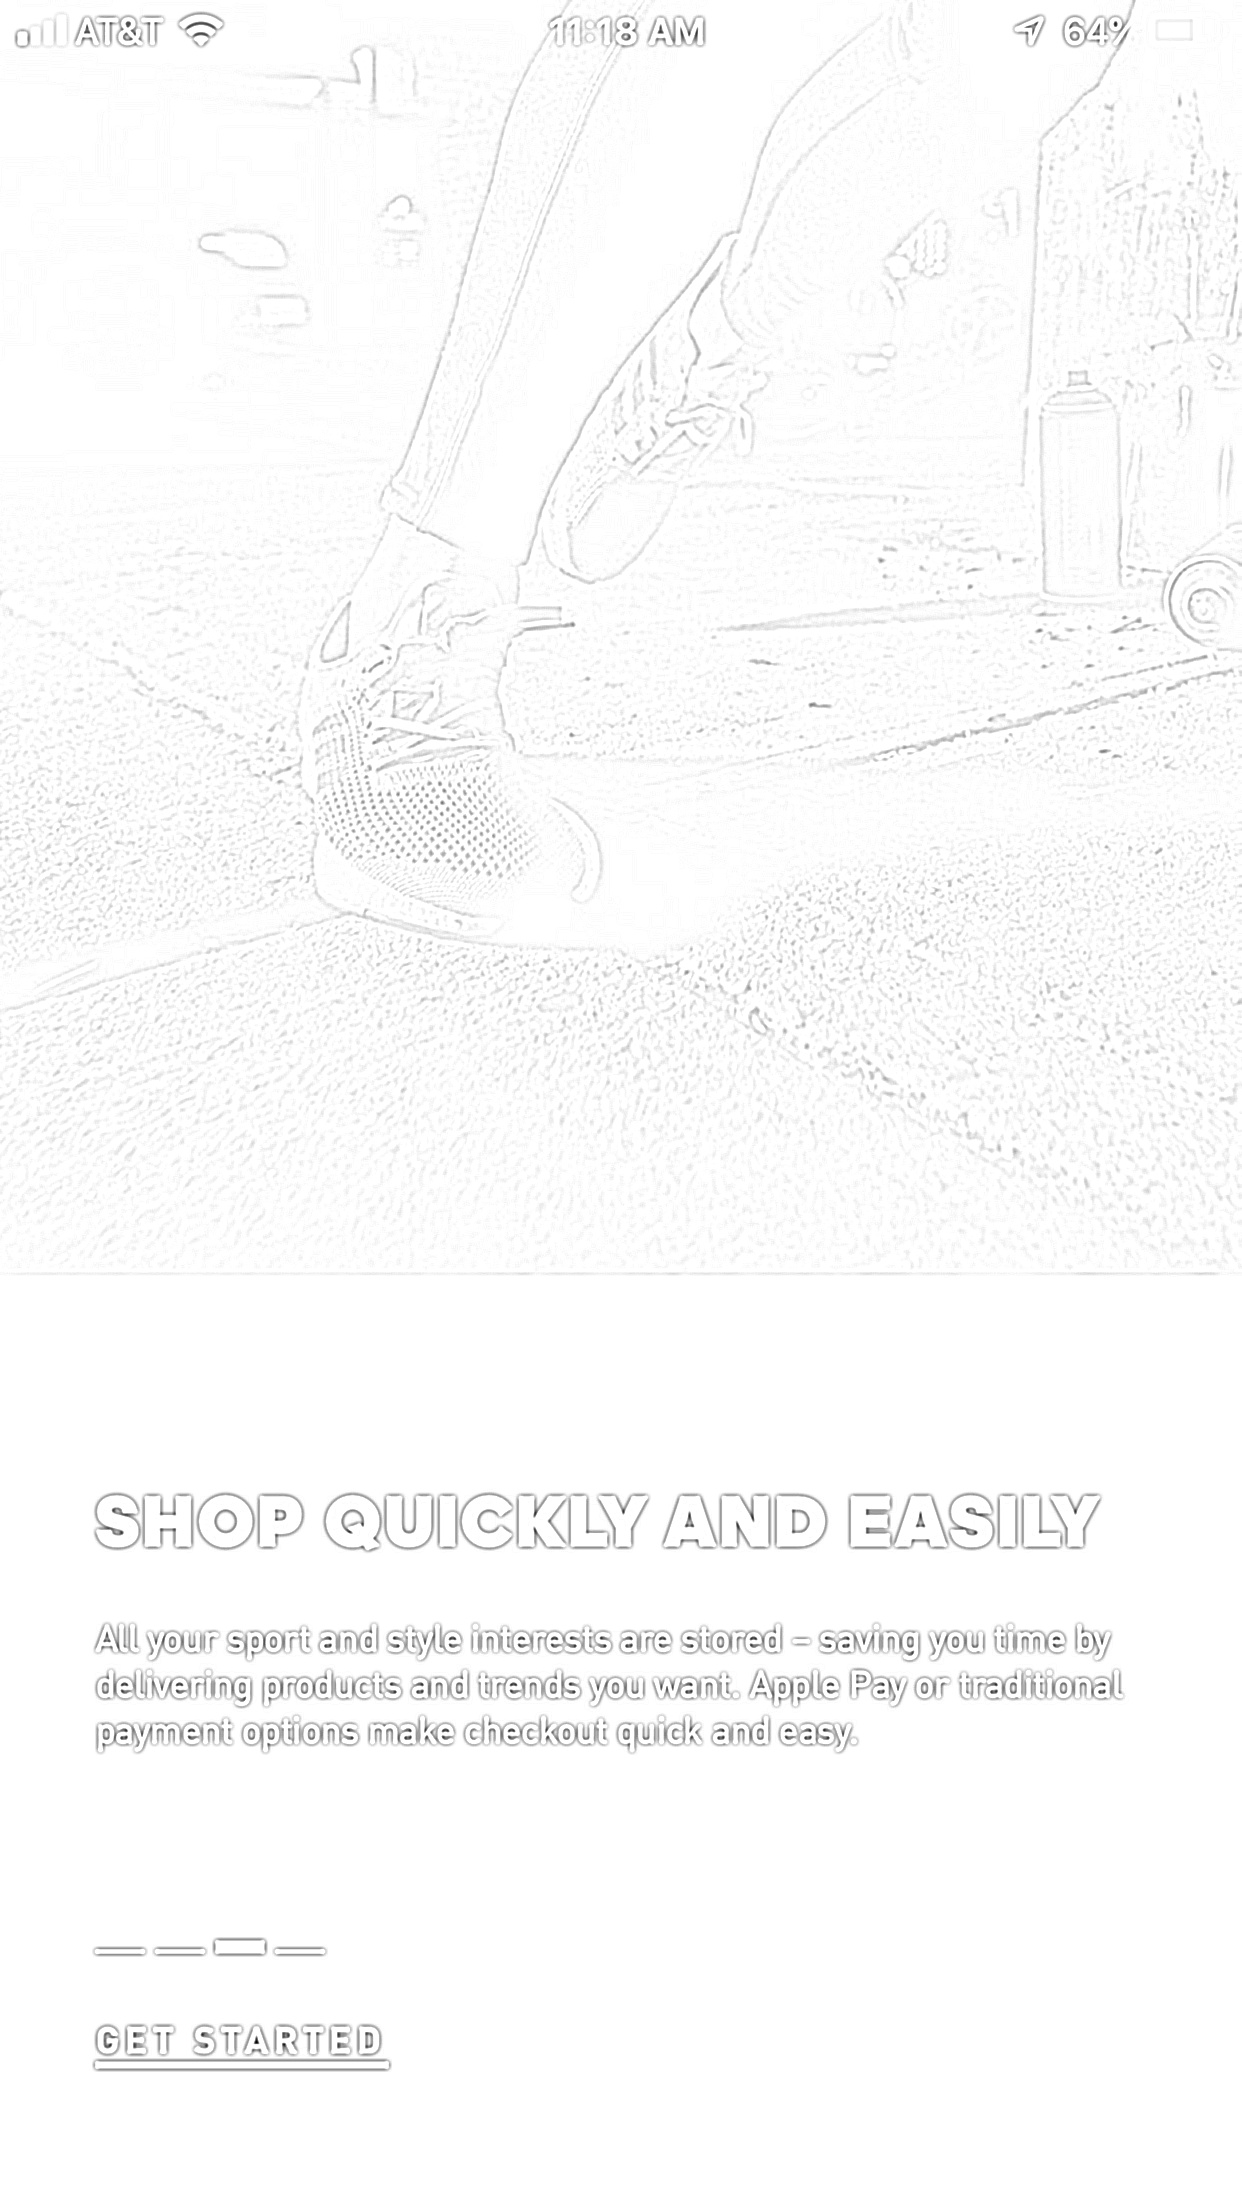 AT&T 11:18 AM 64%
SHOP QUICKLY AND EASILY
All your sport and style interests are stored – saving you time by
delivering products and trends you want. Apple Pay or traditional
payment options make checkout quick and easy.
GET STARTED